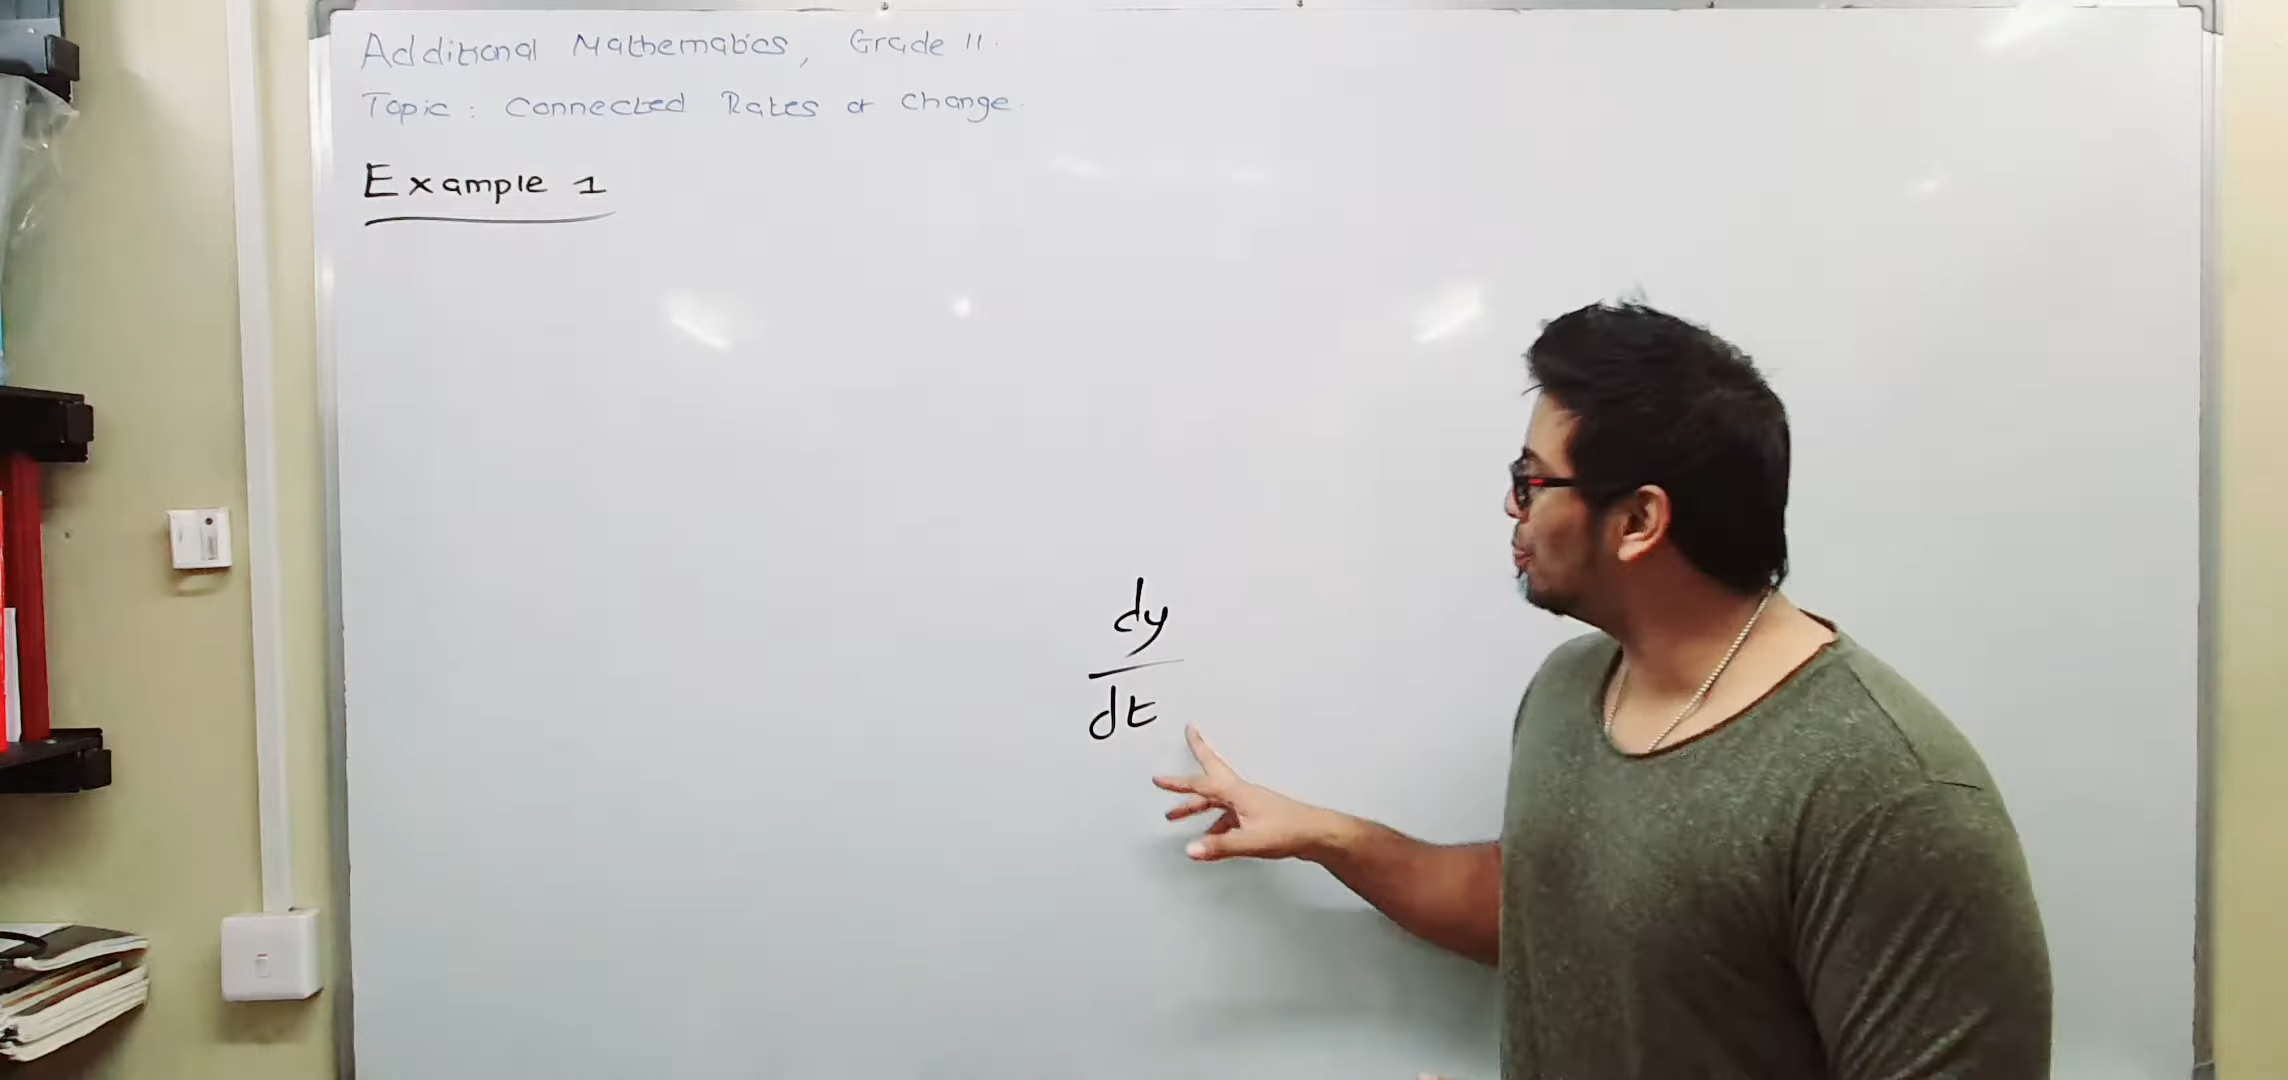 Additional Mathematics, Grade 11.
Topic: Connected Rates of Change.
Example 1
dy
dt